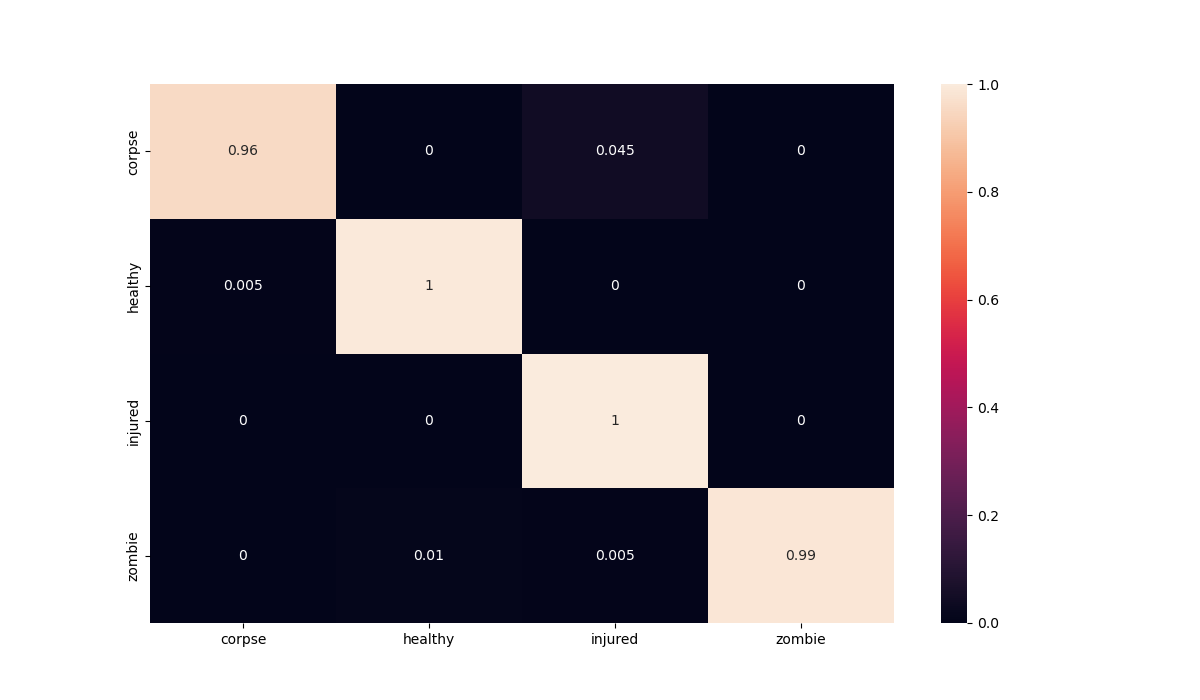 1.0
corpse 0.96 0 0.045 0
0.8
healthy 0.005 1 0 0
0.6
0.4
injured 0 0 1 0
0.2
zombie 0 0.01 0.005 0.99
0.0
corpse healthy injured zombie